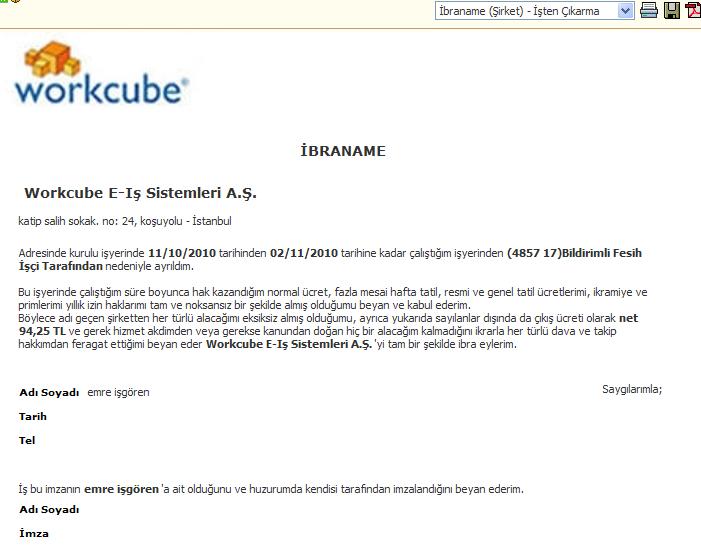 İbraname (Şirket) - İşten Çıkarma
workcube®
İBRANAME
Workcube E-Iş Sistemleri A.Ş.
katip salih sokak. no: 24, koşuyolu - İstanbul
Adresinde kurulu işyerinde 11/10/2010 tarihinden 02/11/2010 tarihine kadar çalıştığım işyerinden (4857 17)Bildirimli Fesih
İşçi Tarafından nedeniyle ayrıldım.
Bu işyerinde çalıştığım süre boyunca hak kazandığım normal ücret, fazla mesai hafta tatil, resmi ve genel tatil ücretlerimi, ikramiye ve
primlerimi yıllık izin haklarımı tam ve noksansız bir şekilde almış olduğumu beyan ve kabul ederim.
Böylece adı geçen şirketten her türlü alacağımı eksiksiz almış olduğumu, ayrıca yukarıda sayılanlar dışında da çıkış ücreti olarak net
94,25 TL ve gerek hizmet akdimden veya gerekse kanundan doğan hiç bir alacağım kalmadığını ikrarla her türlü dava ve takip
hakkımdan feragat ettiğimi beyan eder Workcube E-Iş Sistemleri A.Ş. 'yi tam bir şekilde ibra eylerim.
Adı Soyadı emre işgören Saygılarımla;
Tarih
Tel
İş bu imzanın emre işgören 'a ait olduğunu ve huzurumda kendisi tarafından imzalandığını beyan ederim.
Adı Soyadı
İmza